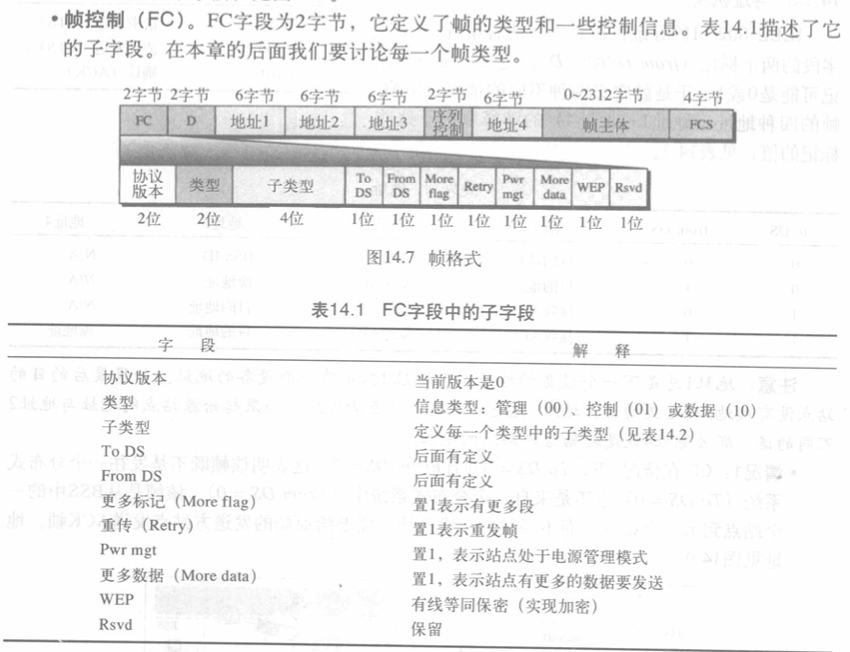 • 帧控制（FC）。FC字段为2字节，它定义了帧的类型和一些控制信息。表14.1描述了它
的子字段。在本章的后面我们要讨论每一个帧类型。
2字节 2字节 6字节 6字节 6字节 2字节 6字节 0~2312字节 4字节
FC D 地址1 地址2 地址3 序列控制 地址4 帧主体 FCS
协议版本 类型 子类型 To DS From DS More flag Retry Pwr mgt More data WEP Rsvd
2位 2位 4位 1位 1位 1位 1位 1位 1位 1位 1位
图14.7 帧格式
表14.1 FC字段中的子字段
字 段 解 释
协议版本 当前版本是0
类型 信息类型：管理（00），控制（01）或数据（10）
子类型 定义每一个类型中的子类型（见表14.2）
To DS 后面有定义
From DS 后面有定义
更多标记（More flag） 置1表示有更多段
重传（Retry） 置1表示重发帧
Pwr mgt 置1，表示站点处于电源管理模式
更多数据（More data） 置1，表示站点有更多的数据要发送
WEP 有线等同保密（实现加密）
Rsvd 保留